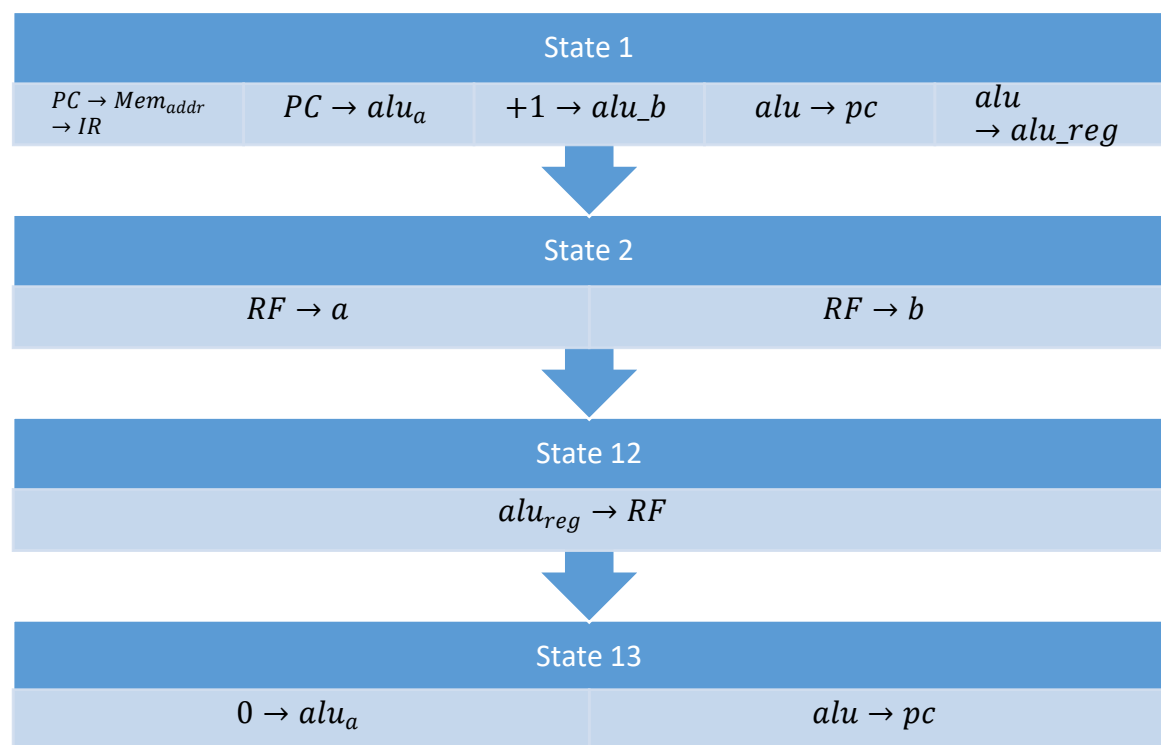 State 1
PC → Mem_addr
→ IR
PC → alu_a
+1 → alu_b
alu → pc
alu
→ alu_reg
State 2
RF → a
RF → b
State 12
alu_reg → RF
State 13
0 → alu_a
alu → pc